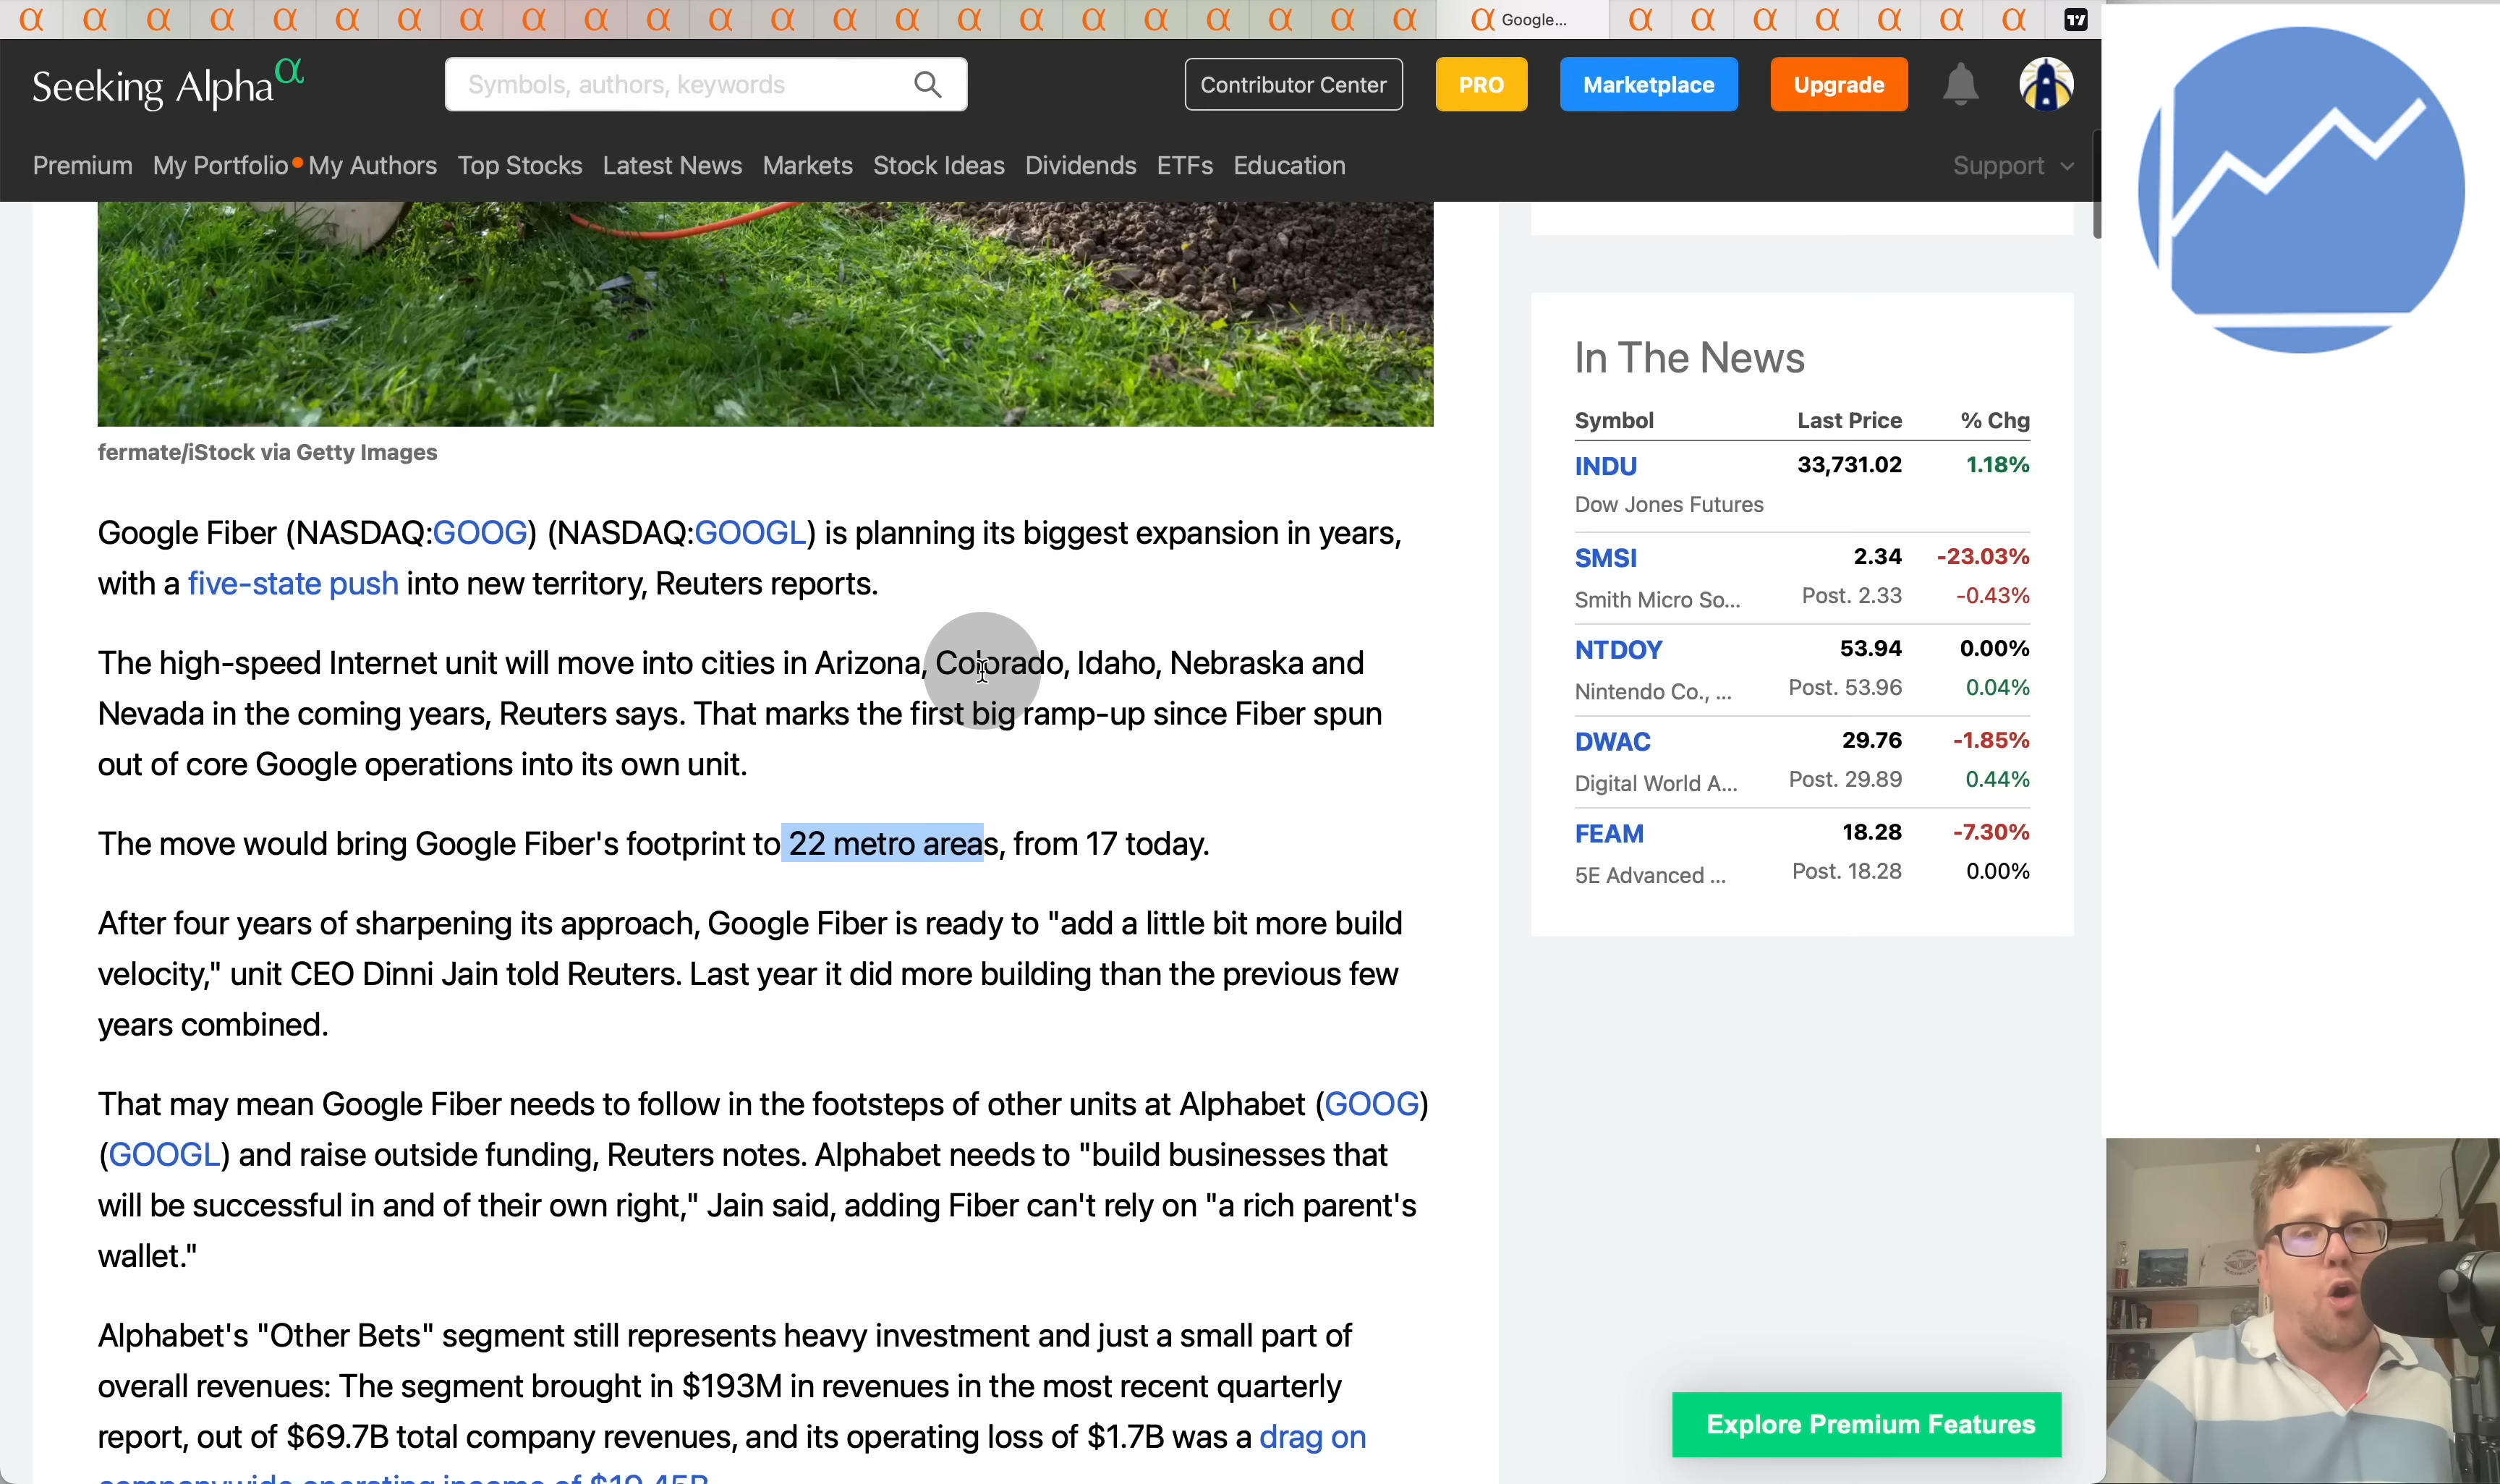 Google...
Seeking Alpha α
Symbols, authors, keywords
Contributor Center
PRO
Marketplace
Upgrade
Premium My Portfolio My Authors Top Stocks Latest News Markets Stock Ideas Dividends ETFs Education
Support
fermate/iStock via Getty Images
Google Fiber (NASDAQ:GOOG) (NASDAQ:GOOGL) is planning its biggest expansion in years,
with a five-state push into new territory, Reuters reports.
The high-speed Internet unit will move into cities in Arizona, Colorado, Idaho, Nebraska and
Nevada in the coming years, Reuters says. That marks the first big ramp-up since Fiber spun
out of core Google operations into its own unit.
The move would bring Google Fiber's footprint to 22 metro areas, from 17 today.
After four years of sharpening its approach, Google Fiber is ready to "add a little bit more build
velocity," unit CEO Dinni Jain told Reuters. Last year it did more building than the previous few
years combined.
That may mean Google Fiber needs to follow in the footsteps of other units at Alphabet (GOOG)
(GOOGL) and raise outside funding, Reuters notes. Alphabet needs to "build businesses that
will be successful in and of their own right," Jain said, adding Fiber can't rely on "a rich parent's
wallet."
Alphabet's "Other Bets" segment still represents heavy investment and just a small part of
overall revenues: The segment brought in $193M in revenues in the most recent quarterly
report, out of $69.7B total company revenues, and its operating loss of $1.7B was a drag on
companywide operating income of $19.45B
In The News
Symbol Last Price % Chg
INDU 33,731.02 1.18%
Dow Jones Futures
SMSI 2.34 -23.03%
Smith Micro So... Post. 2.33 -0.43%
NTDOY 53.94 0.00%
Nintendo Co., ... Post. 53.96 0.04%
DWAC 29.76 -1.85%
Digital World A... Post. 29.89 0.44%
FEAM 18.28 -7.30%
5E Advanced ... Post. 18.28 0.00%
Explore Premium Features